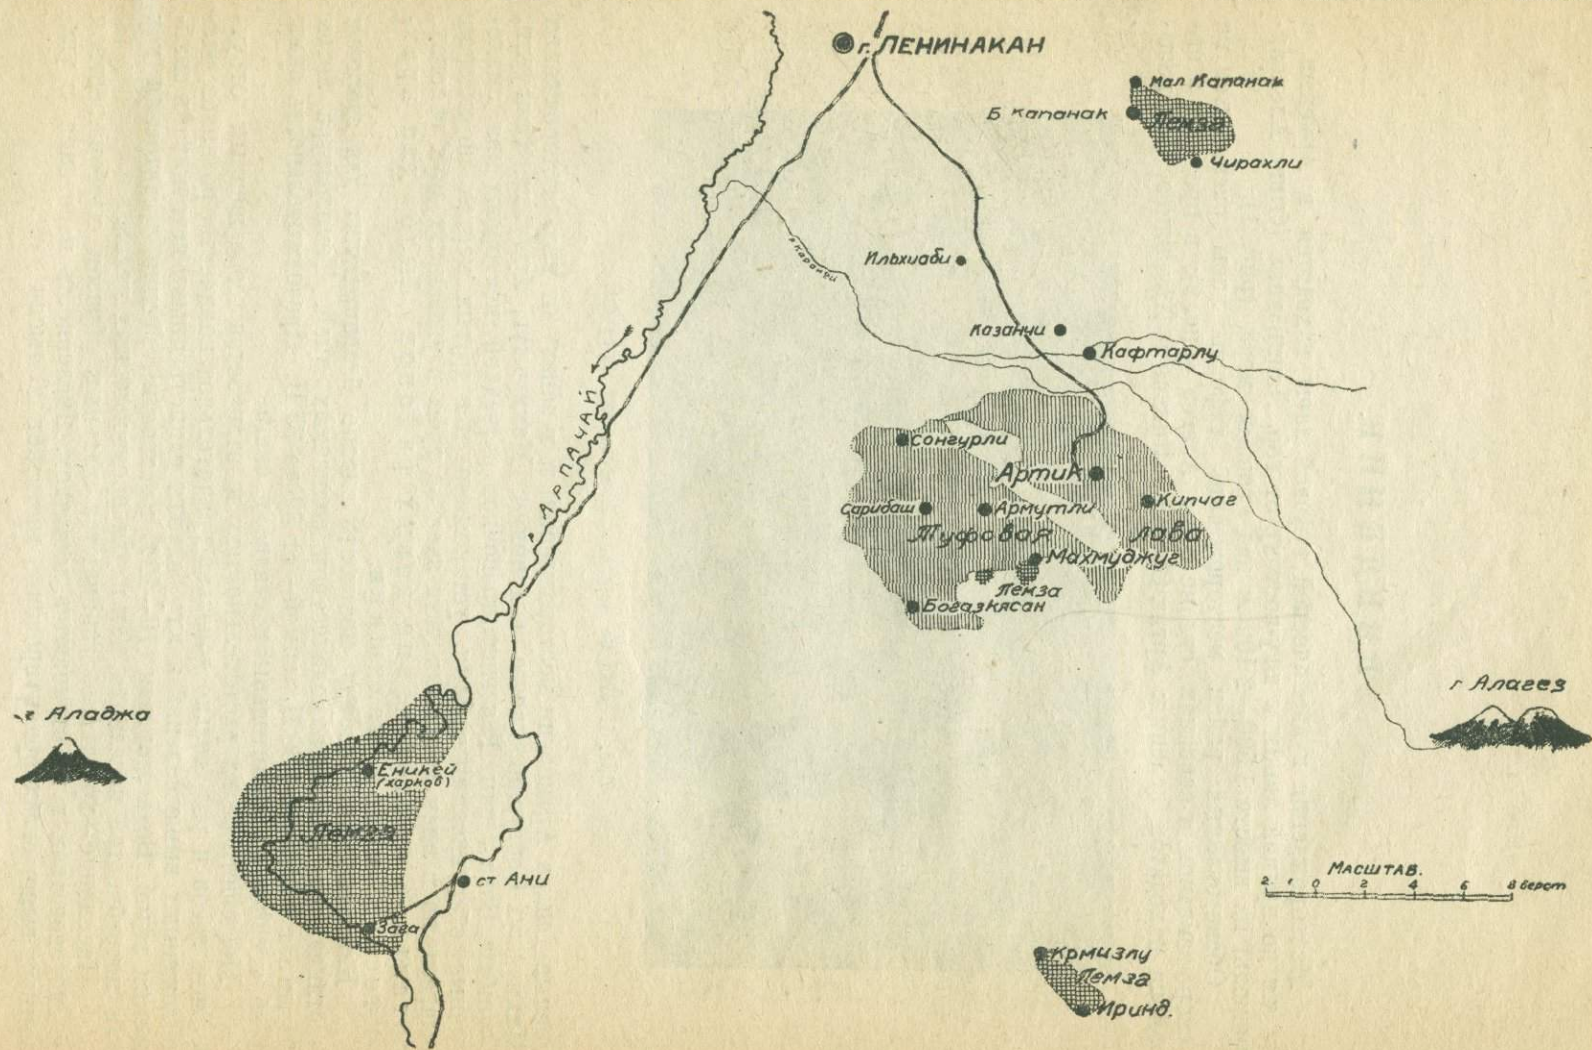 г. ЛЕНИНАКАН
Мал Капанак
Б Капанак
Пемза
Чирахли
Ильхиаби
Казанчи
Кафтарлу
АРПАЧАЙ
Сонгурли
Артик
Кипчаг
Сарибаш
Армутли
Туфовая лава
Махмуджуг
Пемза
Богазкясан
г Алагез
г Аладжа
Еникей
(харков)
Пемза
ст АНИ
Зага
МАСШТАБ.
2 1 0 2 4 6 8 верст
Крмизлу
Пемза
Иринд.